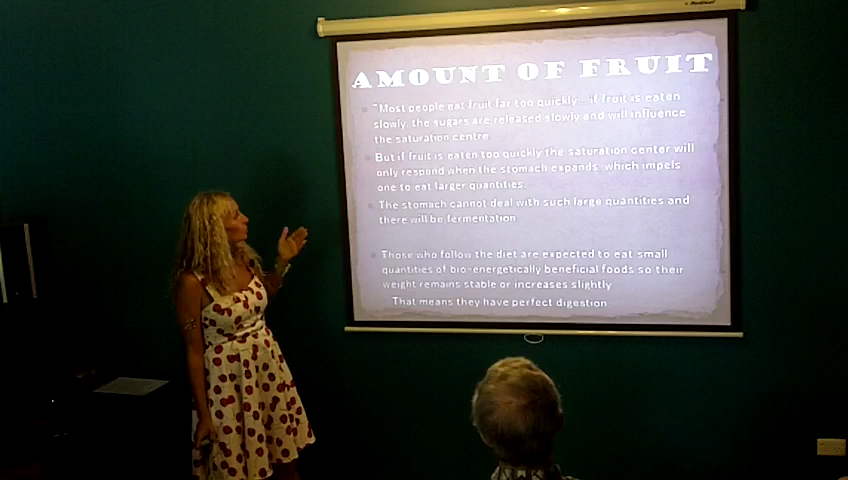 AMOUNT OF FRUIT
"Most people eat fruit far too quickly... if fruit is eaten
slowly, the sugars are released slowly and will influence
the saturation centre.
But if fruit is eaten too quickly the saturation center will
only respond when the stomach expands, which impels
one to eat larger quantities.
The stomach cannot deal with such large quantities and
there will be fermentation.
Those who follow the diet are expected to eat small
quantities of bio-energetically beneficial foods so their
weight remains stable or increases slightly
That means they have perfect digestion